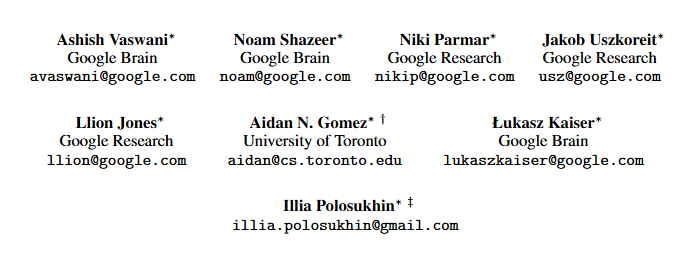 Ashish Vaswani* Noam Shazeer* Niki Parmar* Jakob Uszkoreit*
Google Brain Google Brain Google Research Google Research
avaswani@google.com noam@google.com nikip@google.com usz@google.com
Llion Jones* Aidan N. Gomez* † Łukasz Kaiser*
Google Research University of Toronto Google Brain
llion@google.com aidan@cs.toronto.edu lukaszkaiser@google.com
Illia Polosukhin* ‡
illia.polosukhin@gmail.com